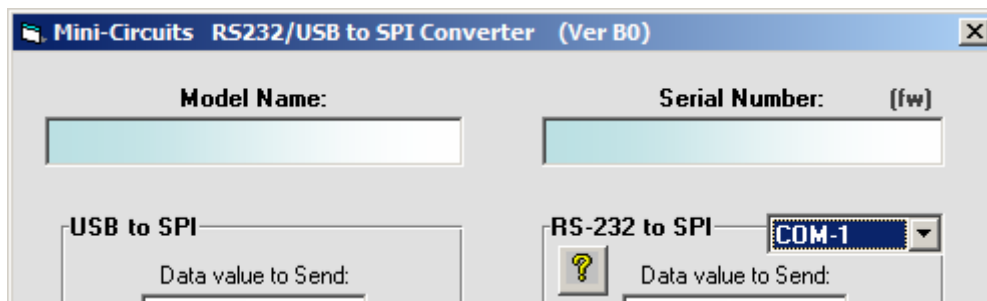 Mini-Circuits RS232/USB to SPI Converter (Ver B0)
Model Name:
Serial Number: (fw)
USB to SPI
RS-232 to SPI COM-1
?
Data value to Send:
Data value to Send: